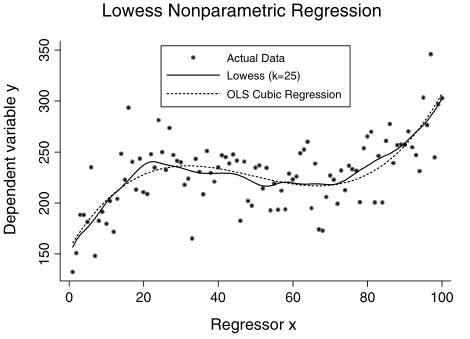 Lowess Nonparametric Regression
Actual Data
Lowess (k=25)
OLS Cubic Regression
Dependent variable y
350
300
250
200
150
0 20 40 60 80 100
Regressor x